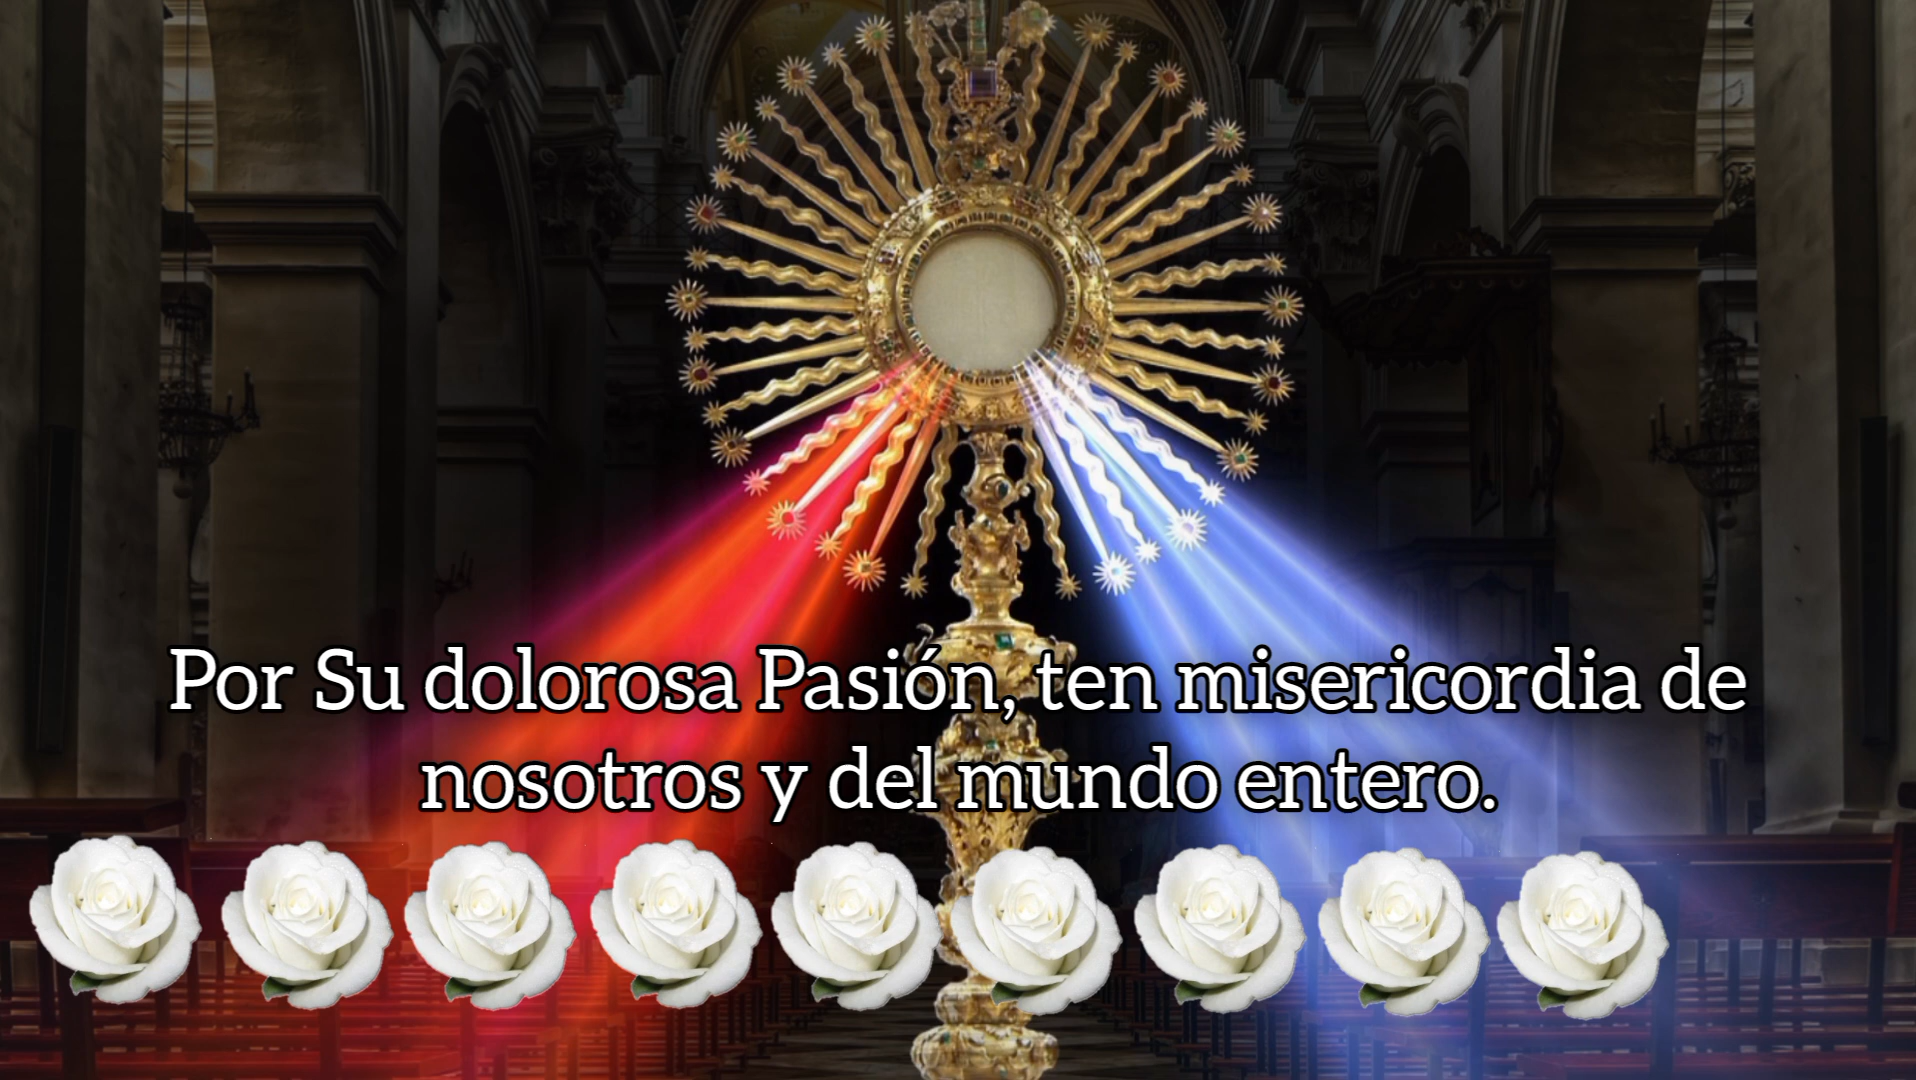 Por Su dolorosa Pasión, ten misericordia de
nosotros y del mundo entero.